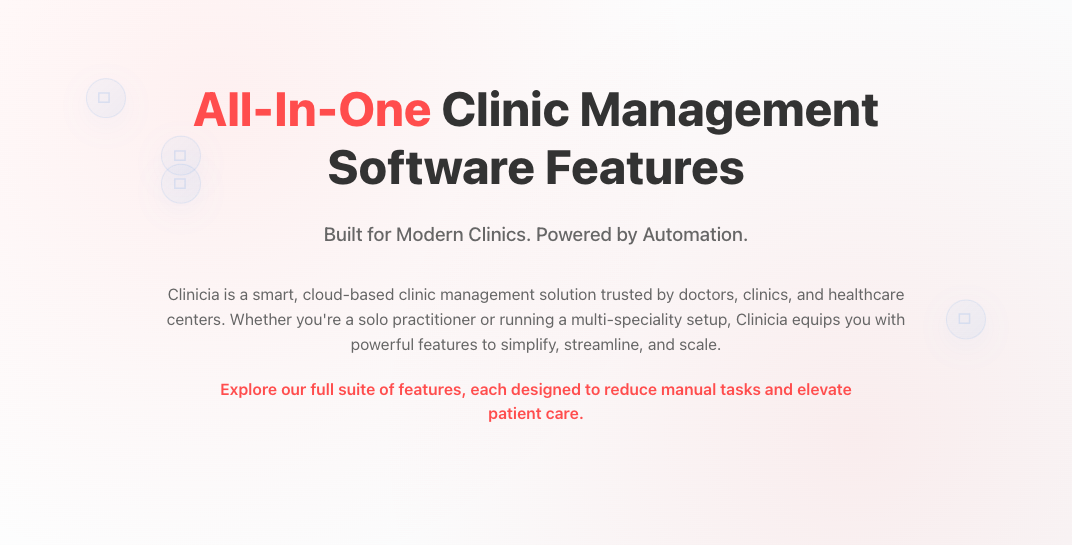 All-In-One Clinic Management
Software Features
Built for Modern Clinics. Powered by Automation.
Clinicia is a smart, cloud-based clinic management solution trusted by doctors, clinics, and healthcare
centers. Whether you're a solo practitioner or running a multi-speciality setup, Clinicia equips you with
powerful features to simplify, streamline, and scale.
Explore our full suite of features, each designed to reduce manual tasks and elevate
patient care.